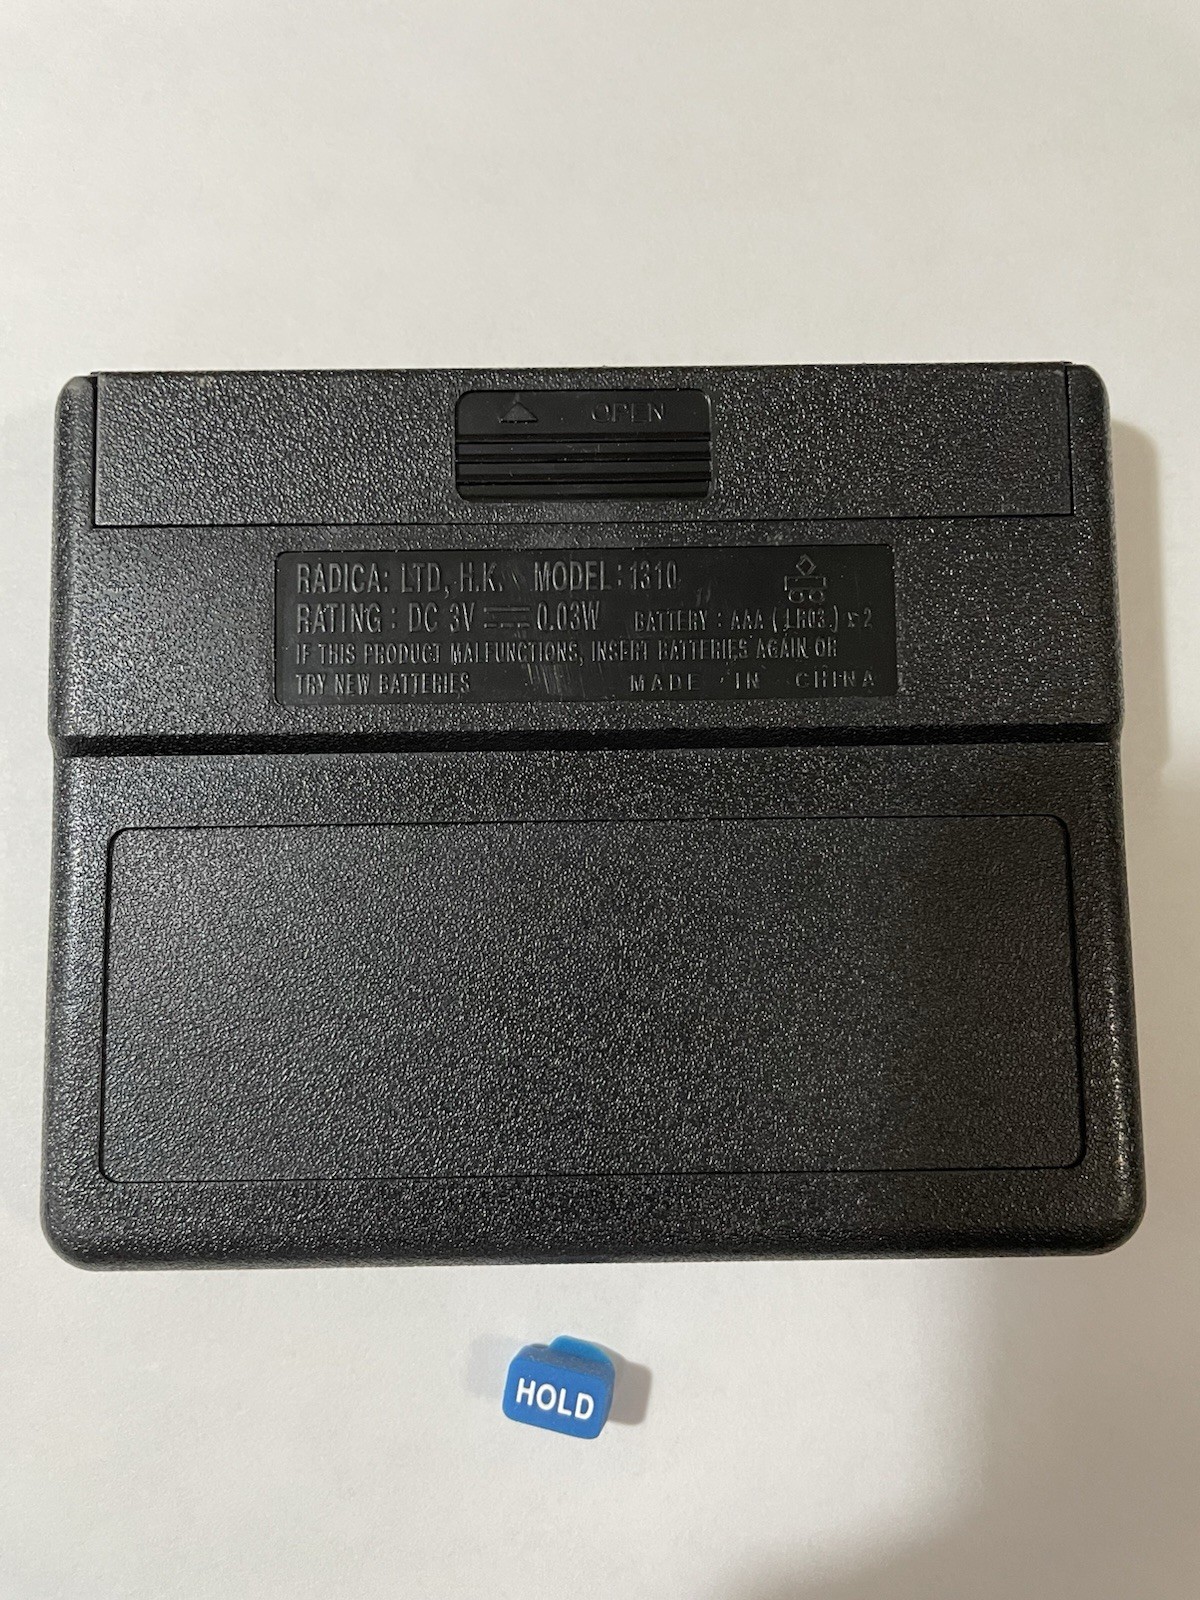 OPEN
RADICA: LTD, H.K. MODEL: 1310
RATING : DC 3V 0.03W BATTERY : AAA (LR03) x 2
IF THIS PRODUCT MALFUNCTIONS, INSERT BATTERIES AGAIN OR
TRY NEW BATTERIES MADE IN CHINA
HOLD